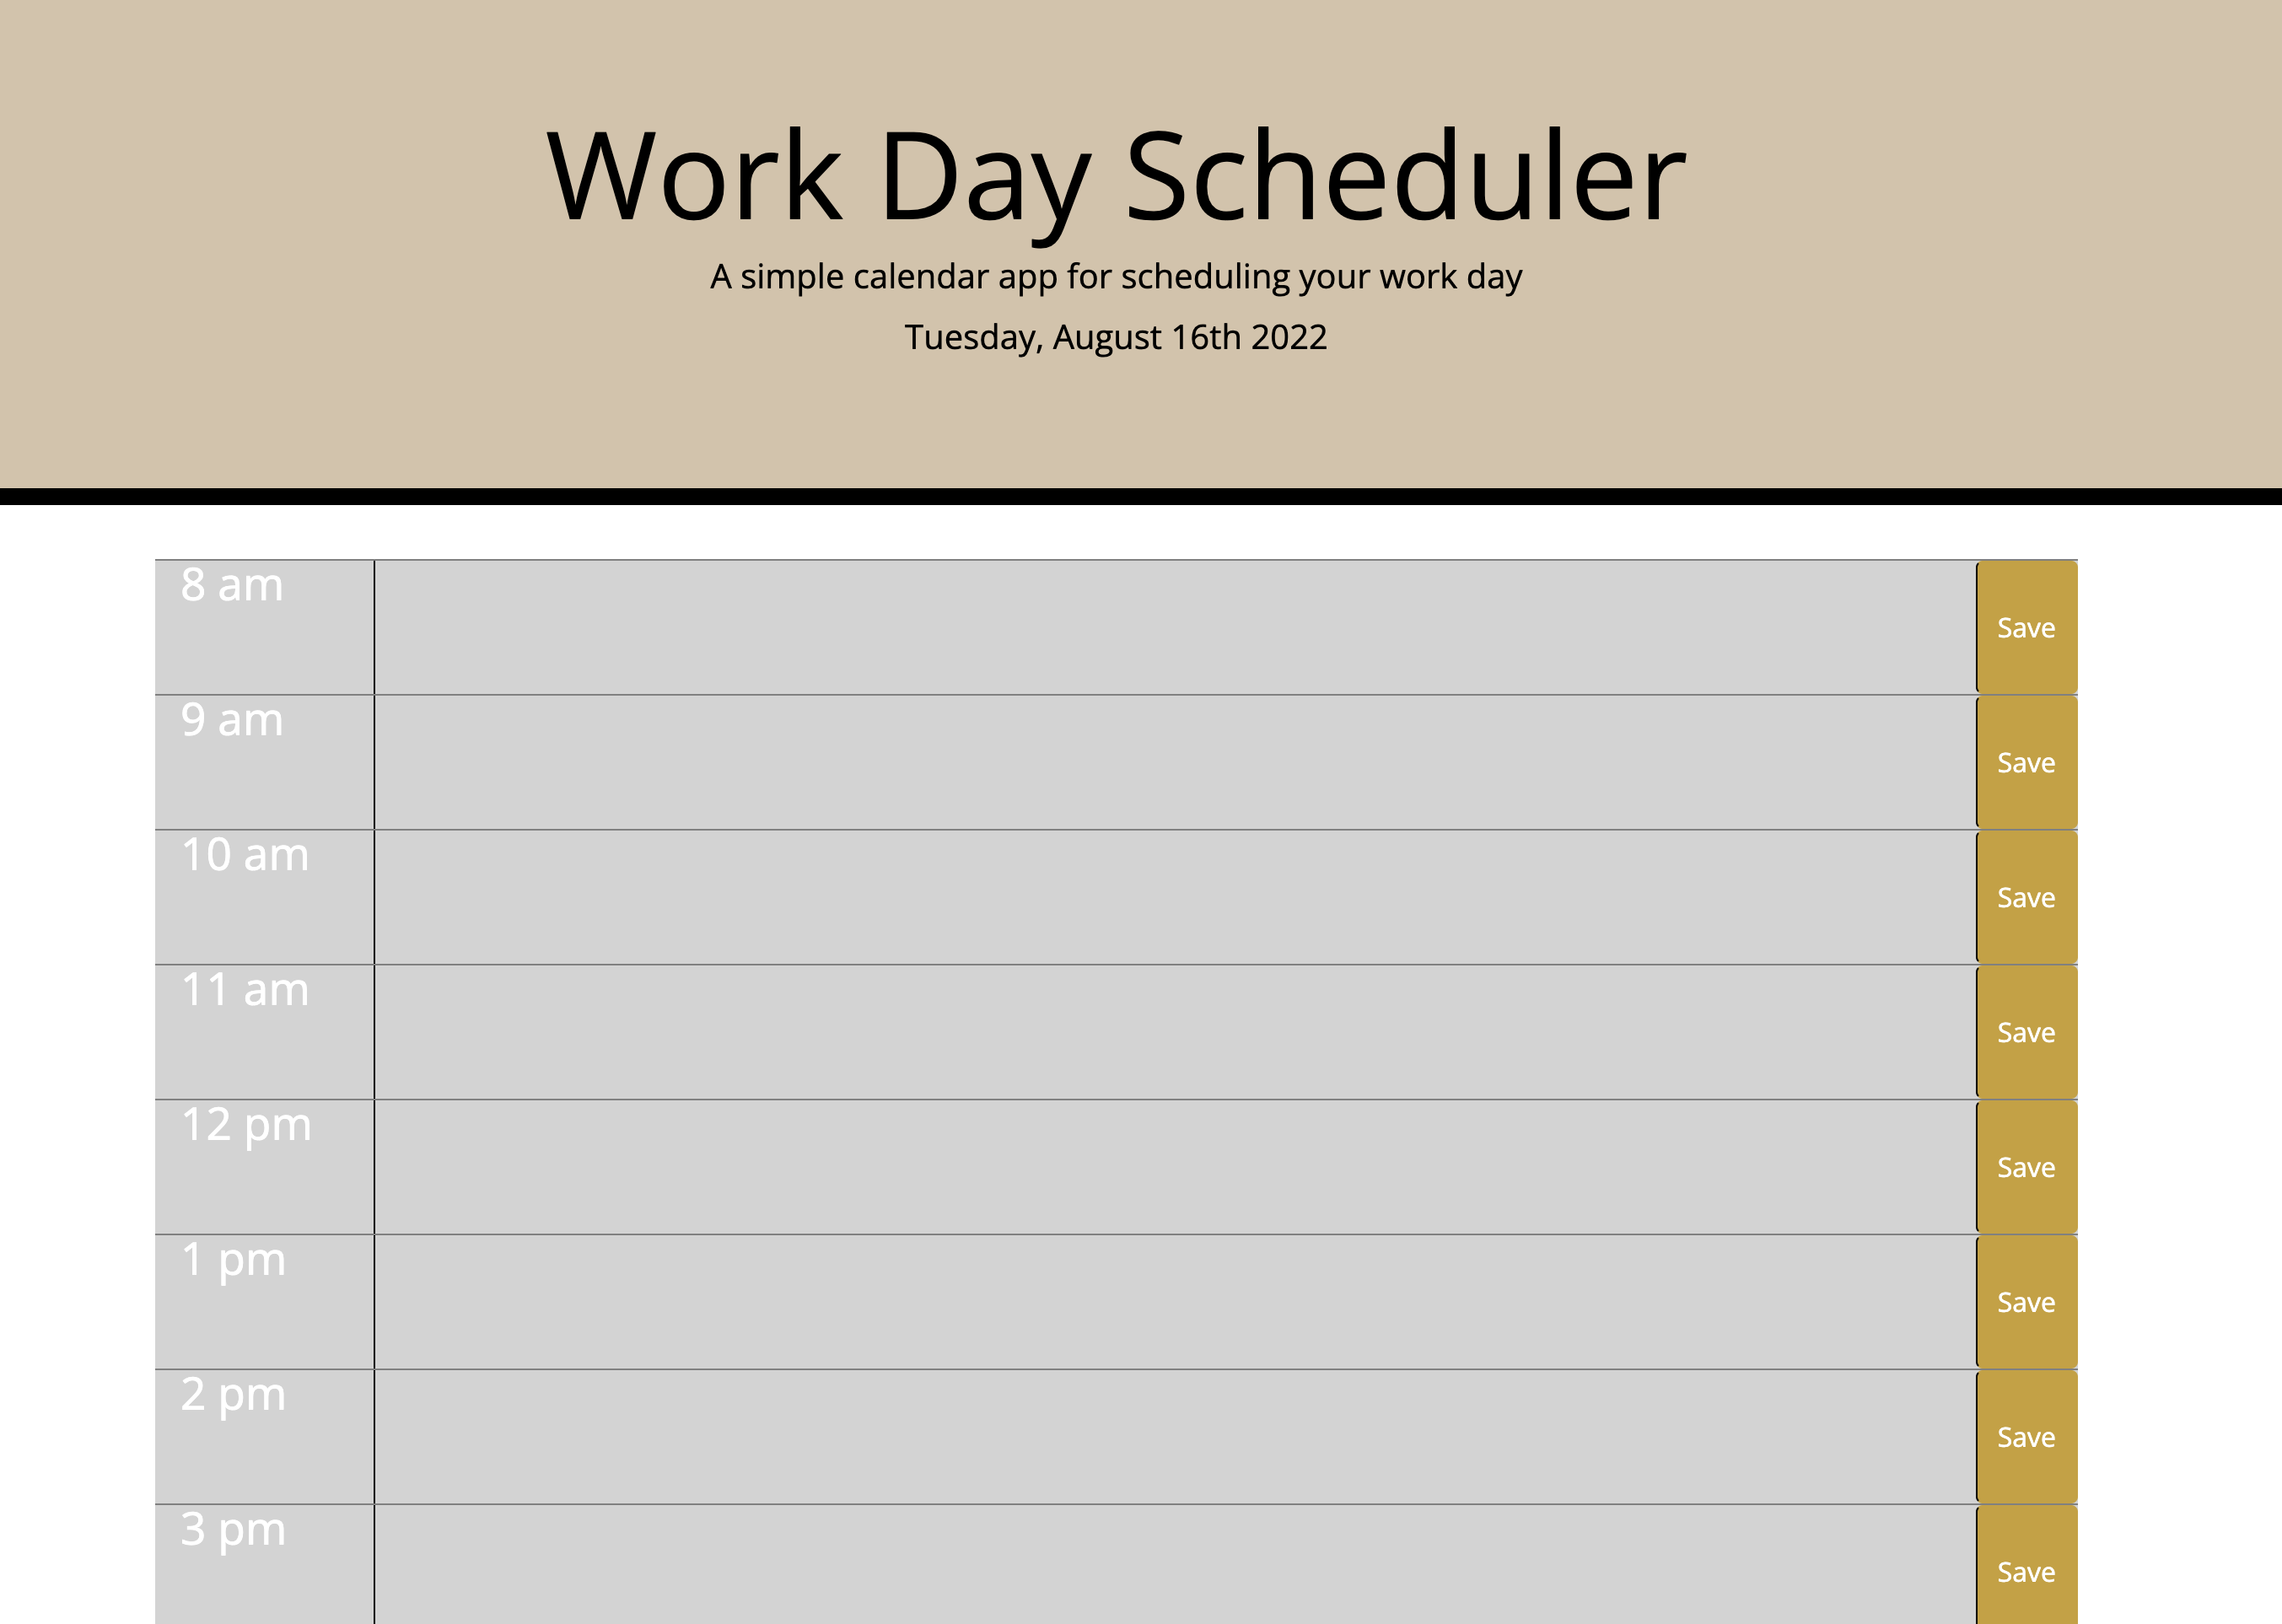 Work Day Scheduler
A simple calendar app for scheduling your work day
Tuesday, August 16th 2022
8 am
Save
9 am
Save
10 am
Save
11 am
Save
12 pm
Save
1 pm
Save
2 pm
Save
3 pm
Save